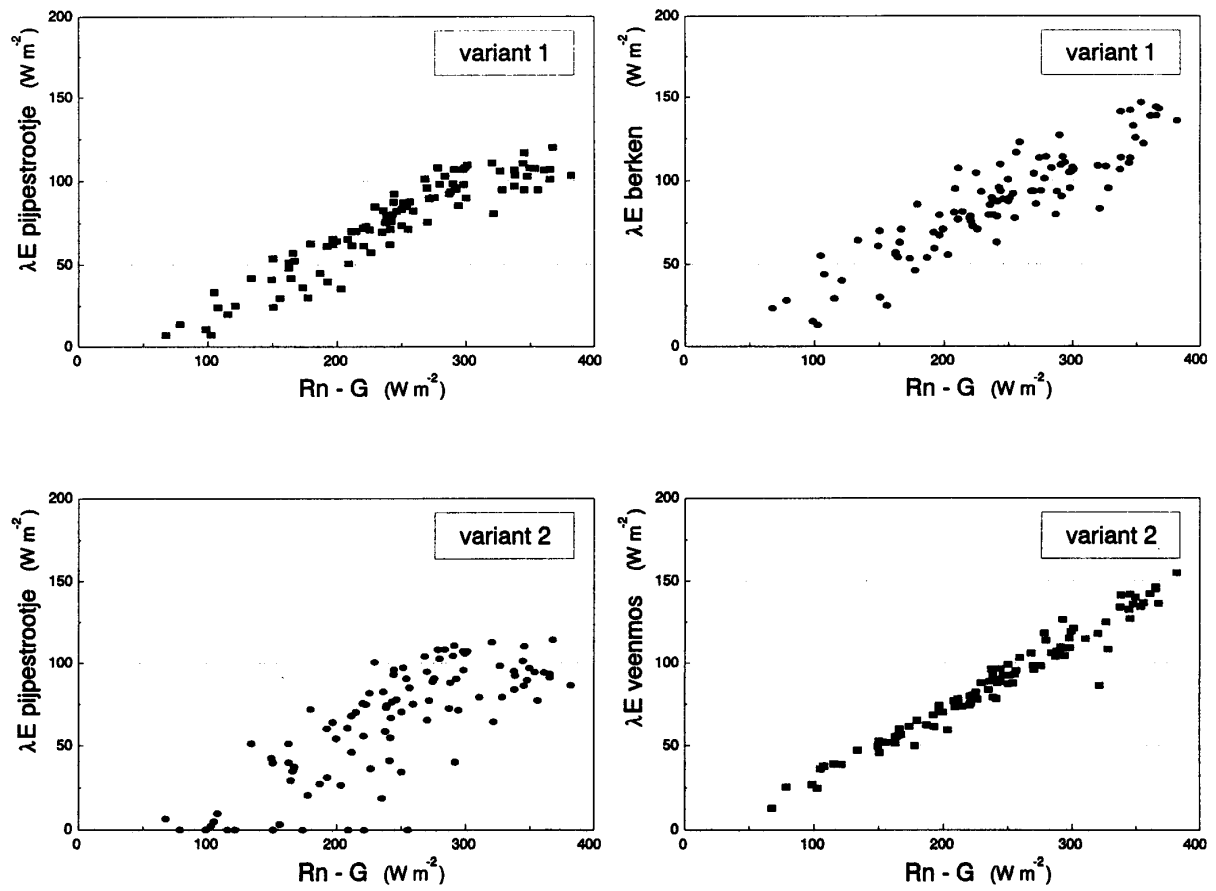 variant 1
λE pijpestrootje (W m-2)
200
150
100
50
0
0 100 200 300 400
Rn - G (W m-2)
variant 1
λE berken (W m-2)
200
150
100
50
0
0 100 200 300 400
Rn - G (W m-2)
variant 2
λE pijpestrootje (W m-2)
200
150
100
50
0
0 100 200 300 400
Rn - G (W m-2)
variant 2
λE veenmos (W m-2)
200
150
100
50
0
0 100 200 300 400
Rn - G (W m-2)